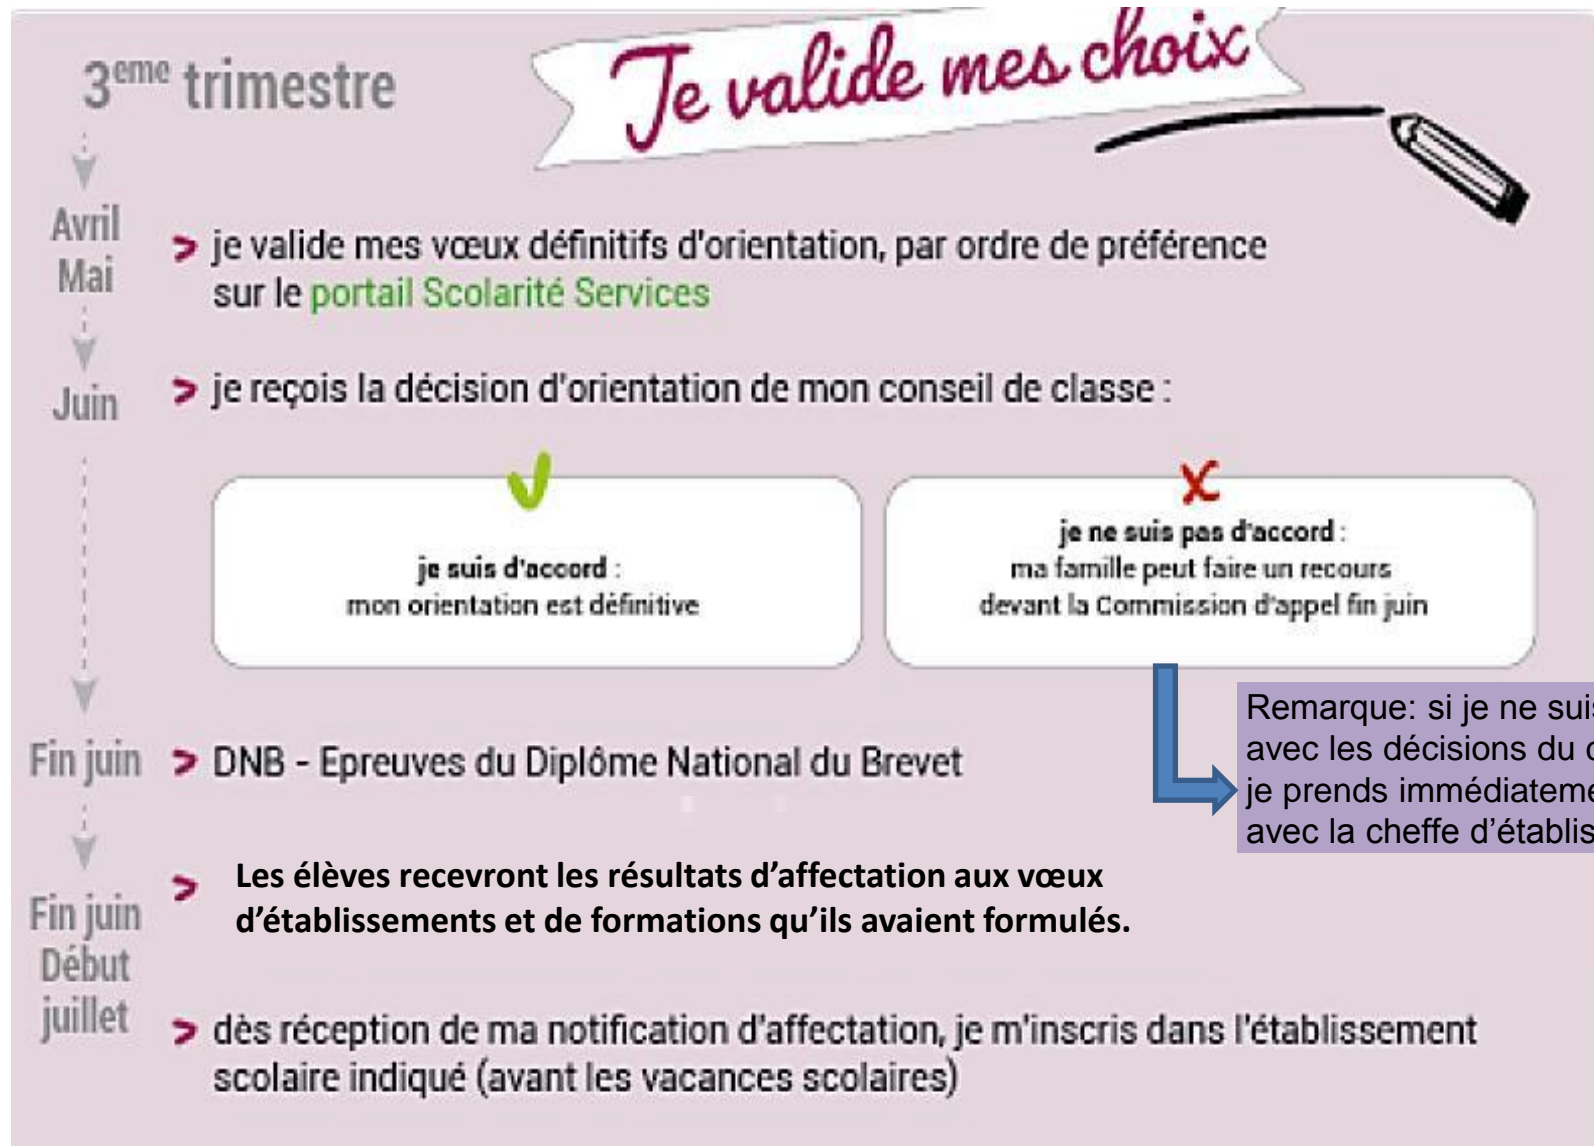 3eme trimestre
Je valide mes choix
Avril
Mai
> je valide mes vœux définitifs d'orientation, par ordre de préférence
sur le portail Scolarité Services
Juin
> je reçois la décision d'orientation de mon conseil de classe :
je suis d'accord :
mon orientation est définitive
je ne suis pas d'accord :
ma famille peut faire un recours
devant la Commission d'appel fin juin
Remarque: si je ne suis
avec les décisions du
je prends
avec la cheffe
Fin juin
> DNB - Epreuves du Diplôme National du Brevet
Fin juin
Début
juillet
> Les élèves recevront les résultats d’affectation aux vœux
d’établissements et de formations qu’ils avaient formulés.
> dès réception de ma notification d'affectation, je m'inscris dans l'établissement
scolaire indiqué (avant les vacances scolaires)